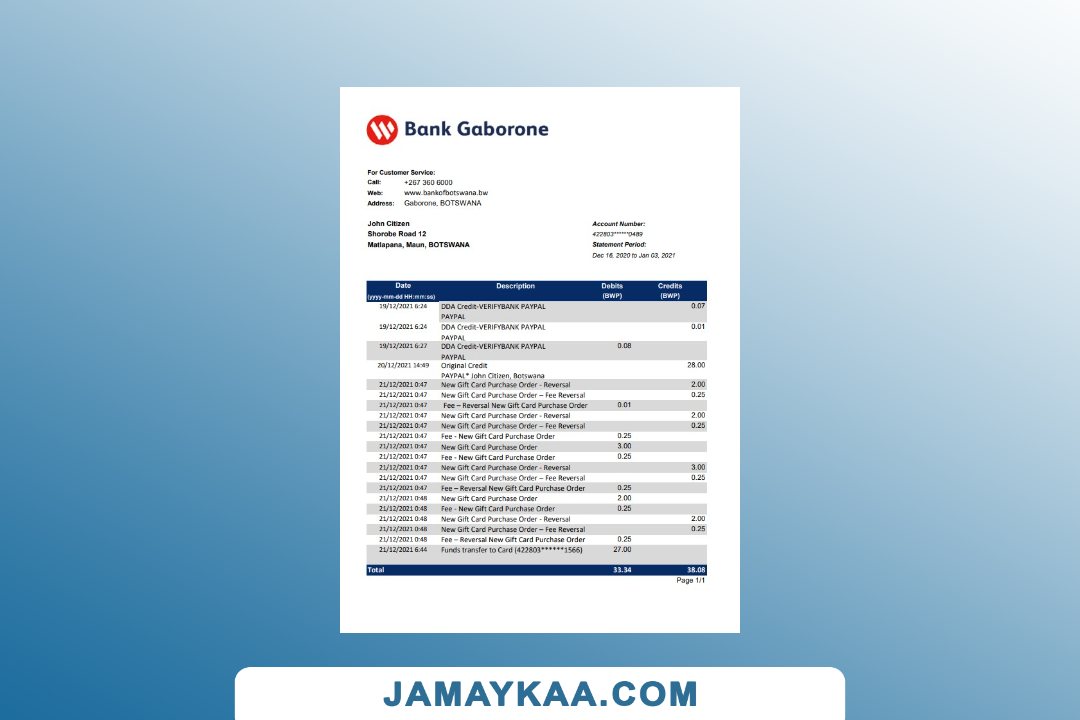 Bank Gaborone
For Customer Service:
Call: +267 360 6000
Web: www.bankofbotswana.bw
Address: Gaborone, BOTSWANA
John Citizen
Shorobe Road 12
Matlapana, Maun, BOTSWANA
Account Number:
422803******0489
Statement Period:
Dec 16, 2020 to Jan 03, 2021
Date Description Debits Credits
(yyyy-mm-dd HH:mm:ss) (BWP) (BWP)
19/12/2021 6:24 DDA Credit-VERIFYBANK PAYPAL 0.07
PAYPAL
19/12/2021 6:24 DDA Credit-VERIFYBANK PAYPAL 0.01
PAYPAL
19/12/2021 6:27 DDA Credit-VERIFYBANK PAYPAL 0.08
PAYPAL
20/12/2021 14:49 Original Credit 28.00
PAYPAL* John Citizen, Botswana
21/12/2021 0:47 New Gift Card Purchase Order - Reversal 2.00
21/12/2021 0:47 New Gift Card Purchase Order – Fee Reversal 0.25
21/12/2021 0:47 Fee – Reversal New Gift Card Purchase Order 0.01
21/12/2021 0:47 New Gift Card Purchase Order - Reversal 2.00
21/12/2021 0:47 New Gift Card Purchase Order – Fee Reversal 0.25
21/12/2021 0:47 Fee - New Gift Card Purchase Order 0.25
21/12/2021 0:47 New Gift Card Purchase Order 3.00
21/12/2021 0:47 Fee - New Gift Card Purchase Order 0.25
21/12/2021 0:47 New Gift Card Purchase Order - Reversal 3.00
21/12/2021 0:47 New Gift Card Purchase Order – Fee Reversal 0.25
21/12/2021 0:47 Fee – Reversal New Gift Card Purchase Order 0.25
21/12/2021 0:48 New Gift Card Purchase Order 2.00
21/12/2021 0:48 Fee - New Gift Card Purchase Order 0.25
21/12/2021 0:48 New Gift Card Purchase Order - Reversal 2.00
21/12/2021 0:48 New Gift Card Purchase Order – Fee Reversal 0.25
21/12/2021 0:48 Fee – Reversal New Gift Card Purchase Order 0.25
21/12/2021 6:44 Funds transfer to Card (422803******1566) 27.00
Total 33.34 38.08
Page 1/1
JAMAYKAA.COM